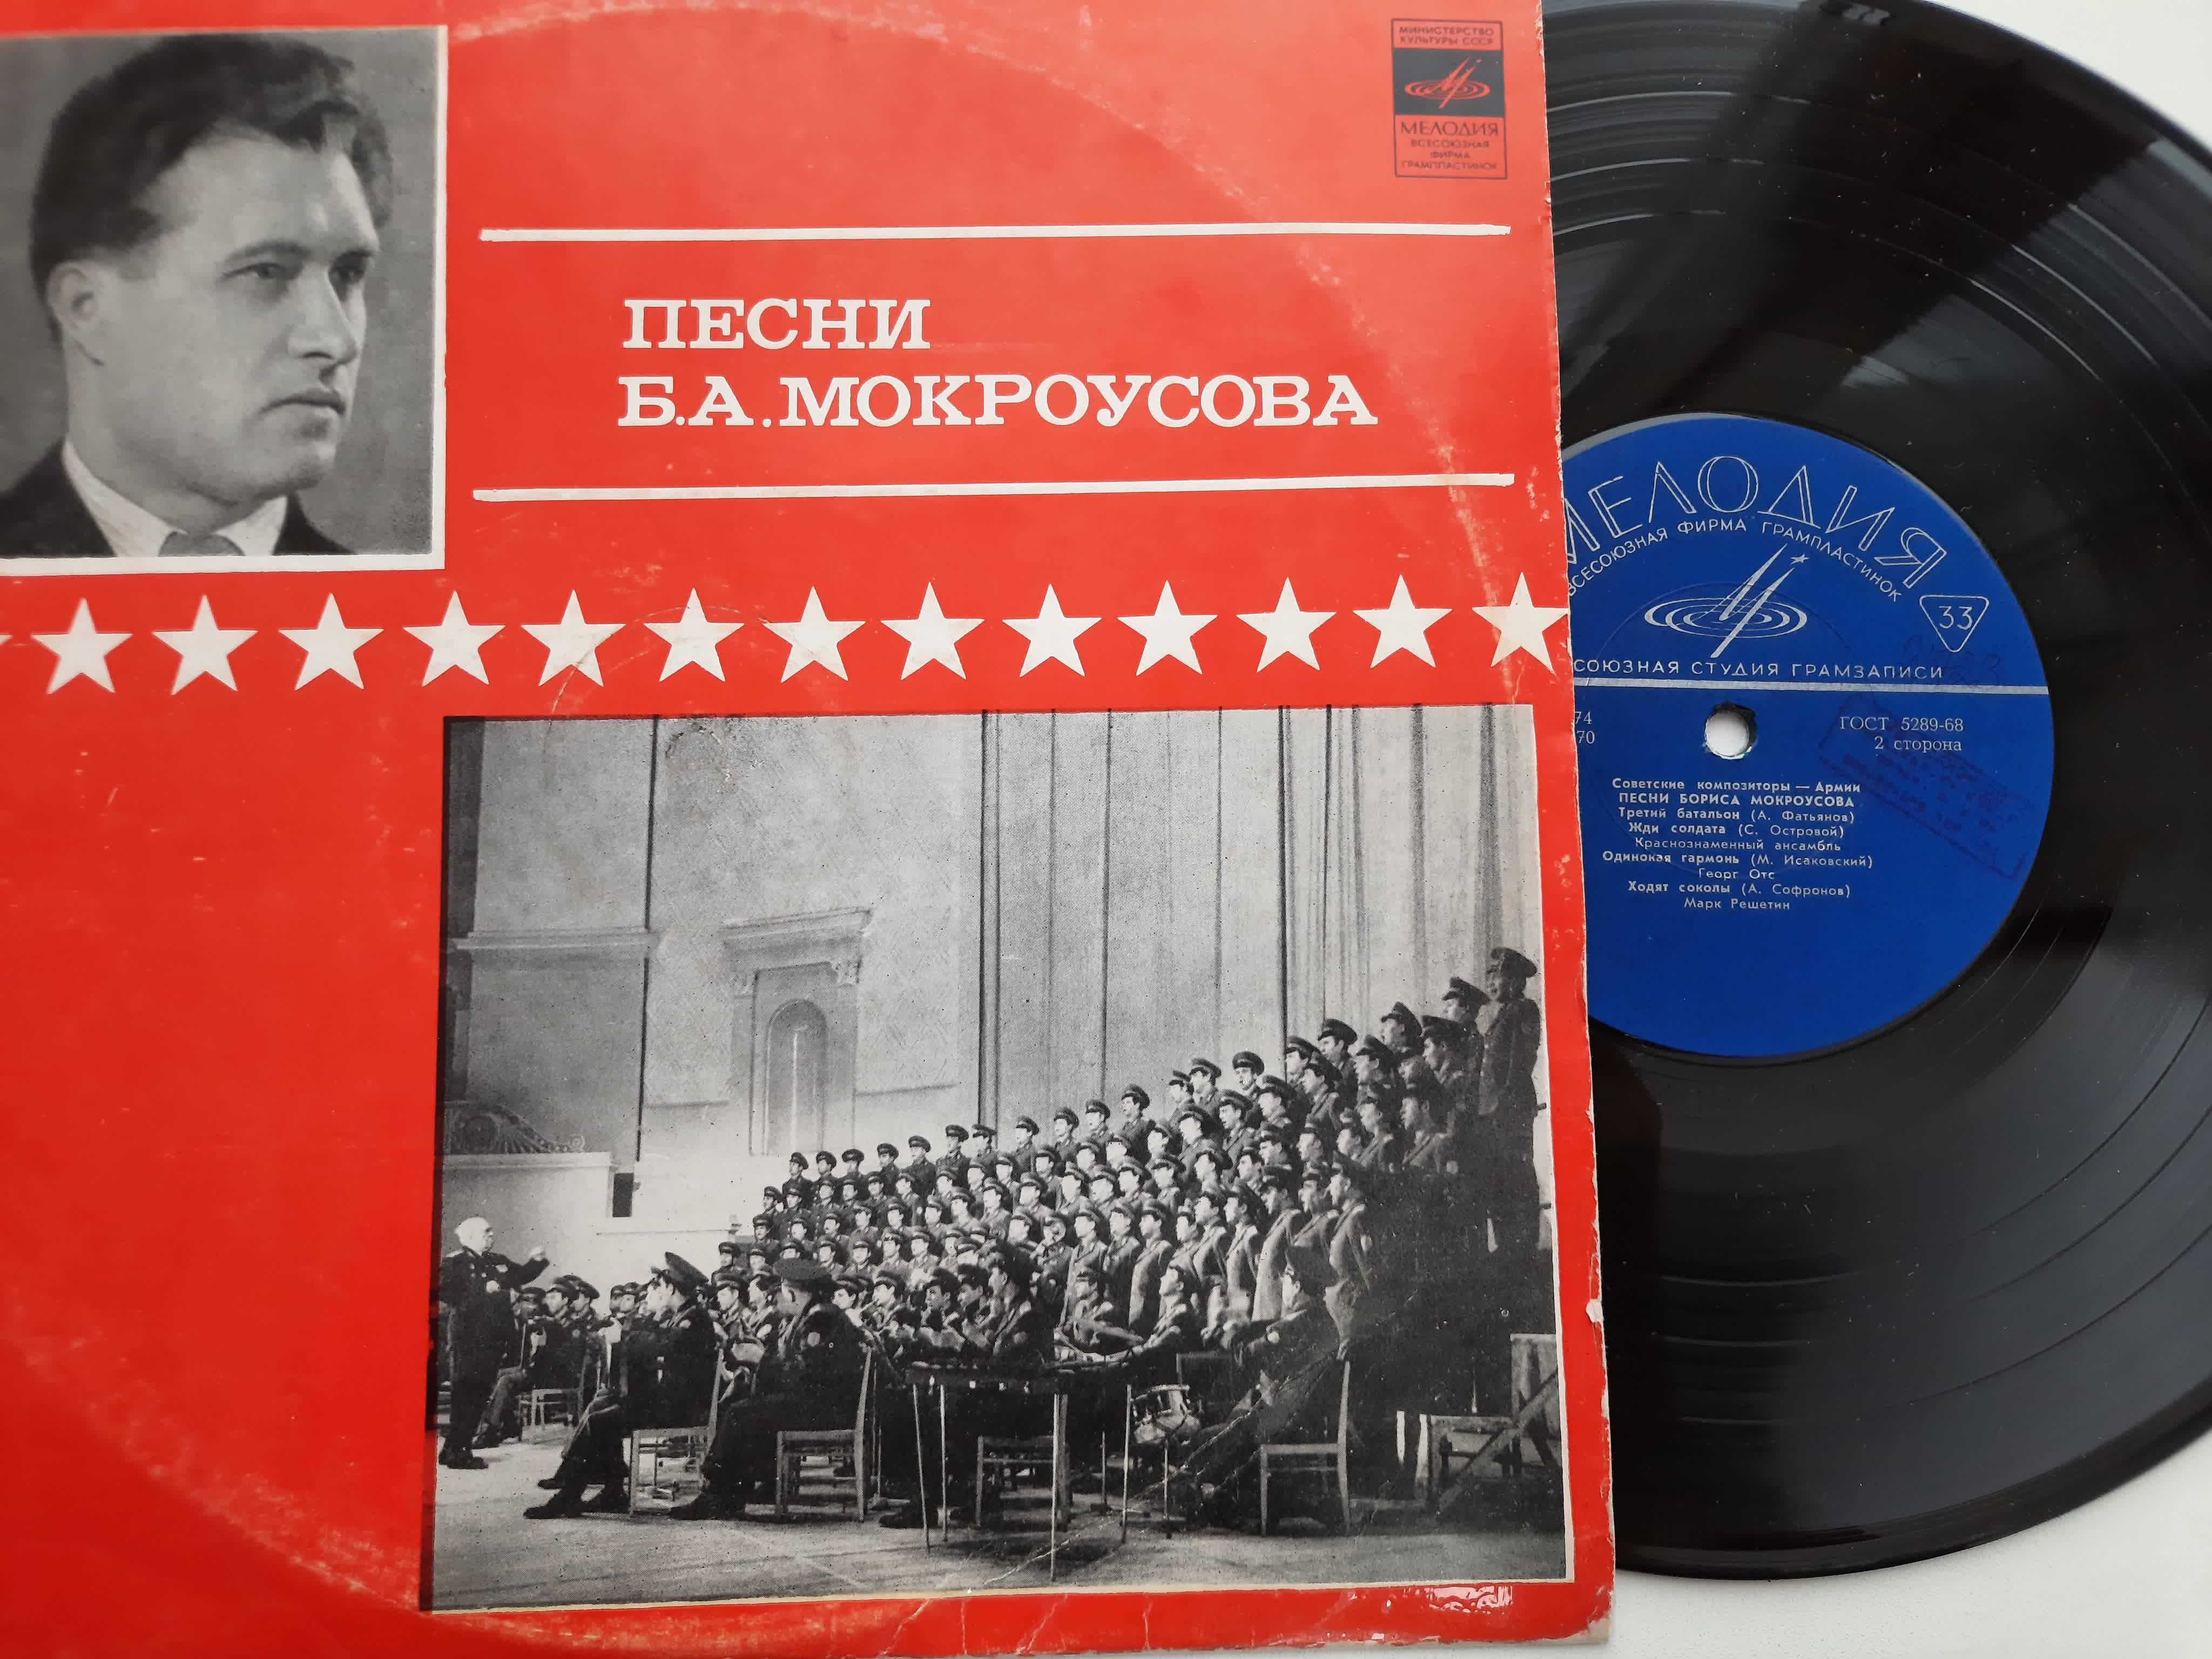 МИНИСТЕРСТВО
КУЛЬТУРЫ СССР
МЕЛОДИЯ
ВСЕСОЮЗНАЯ
ФИРМА
ГРАМПЛАСТИНОК
ПЕСНИ
Б.А.МОКРОУСОВА
МЕЛОДИЯ
ВСЕСОЮЗНАЯ ФИРМА ГРАМПЛАСТИНОК
33
СОЮЗНАЯ СТУДИЯ ГРАМЗАПИСИ
74 ГОСТ 5289-68
70 2 сторона
Советские композиторы — Армии
ПЕСНИ БОРИСА МОКРОУСОВА
Третий батальон (А. Фатьянов)
Жди солдата (С. Островой)
Краснознаменный ансамбль
Одинокая гармонь (М. Исаковский)
Георг Отс
Ходят соколы (А. Софронов)
Марк Решетин